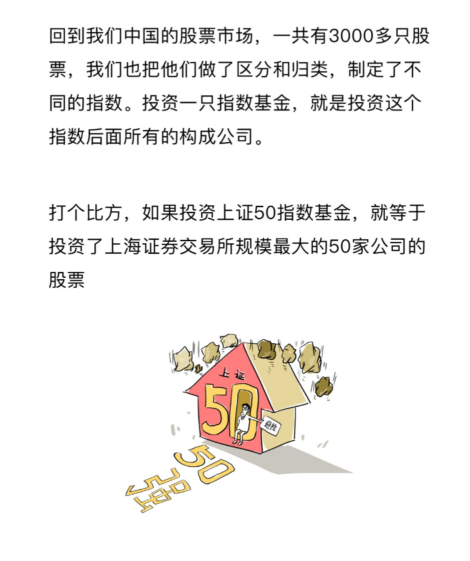 回到我们中国的股票市场，一共有3000多只股
票，我们也把他们做了区分和归类，制定了不
同的指数。投资一只指数基金，就是投资这个
指数后面所有的构成公司。
打个比方，如果投资上证50指数基金，就等于
投资了上海证券交易所规模最大的50家公司的
股票
上证
50
50
强